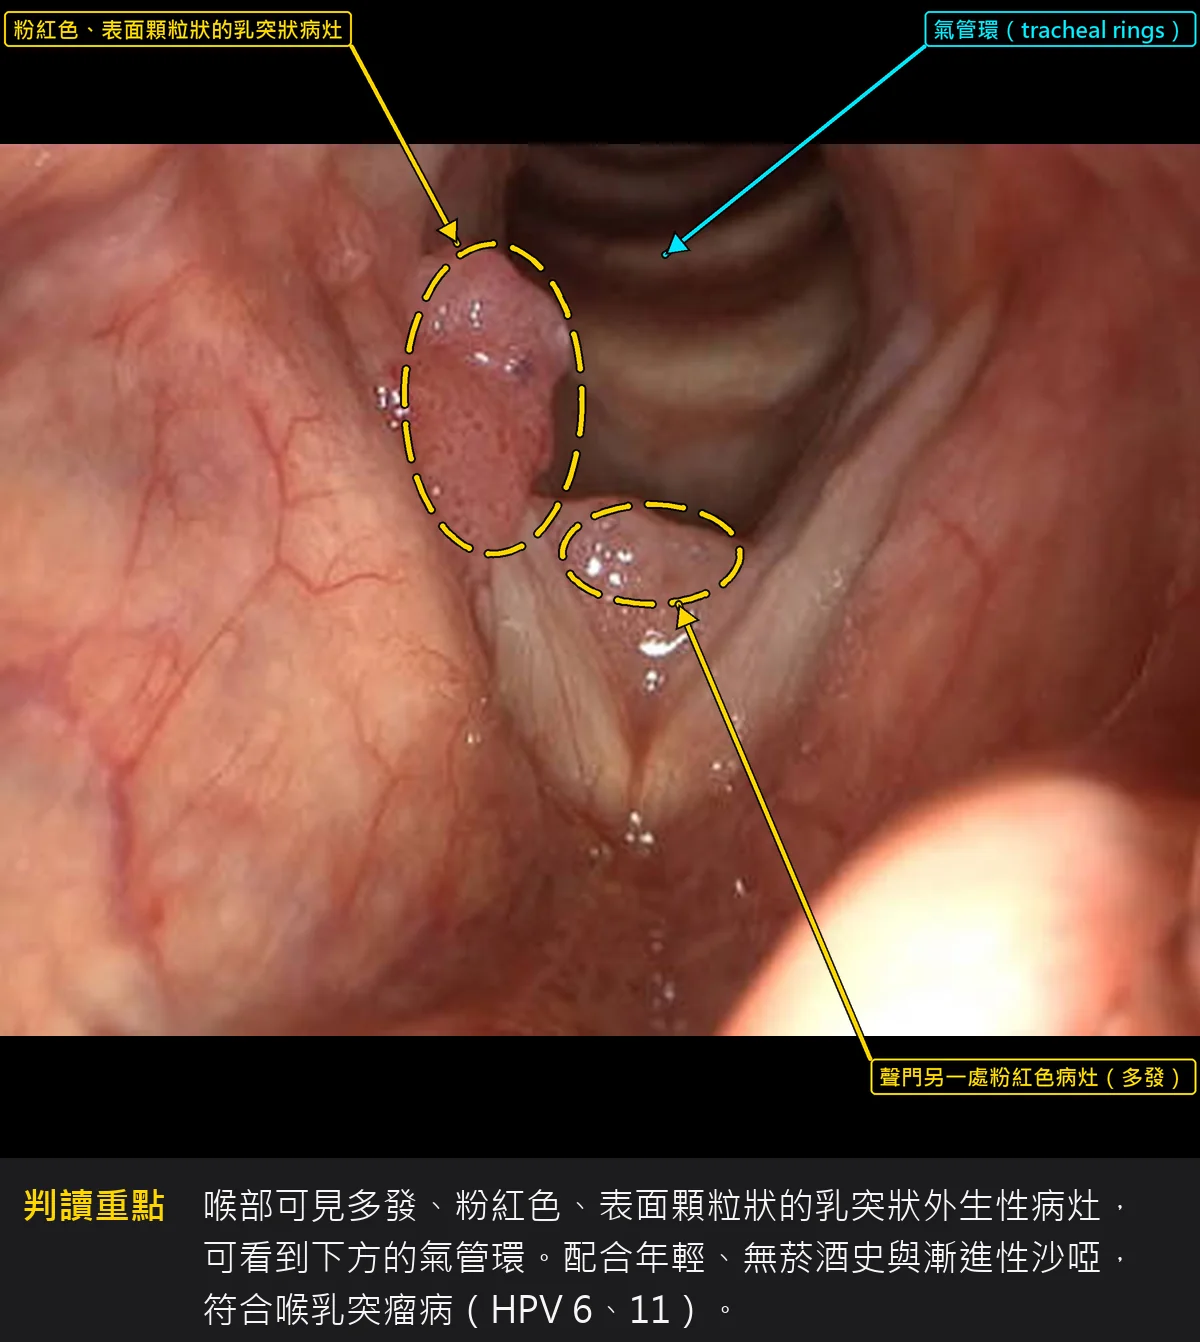 粉紅色、表面顆粒狀的乳突狀病灶
氣管環（tracheal rings）
聲門另一處粉紅色病灶（多發）
判讀重點
喉部可見多發、粉紅色、表面顆粒狀的乳突狀外生性病灶，
可看到下方的氣管環。配合年輕、無菸酒史與漸進性沙啞，
符合喉乳突瘤病（HPV 6、11）。